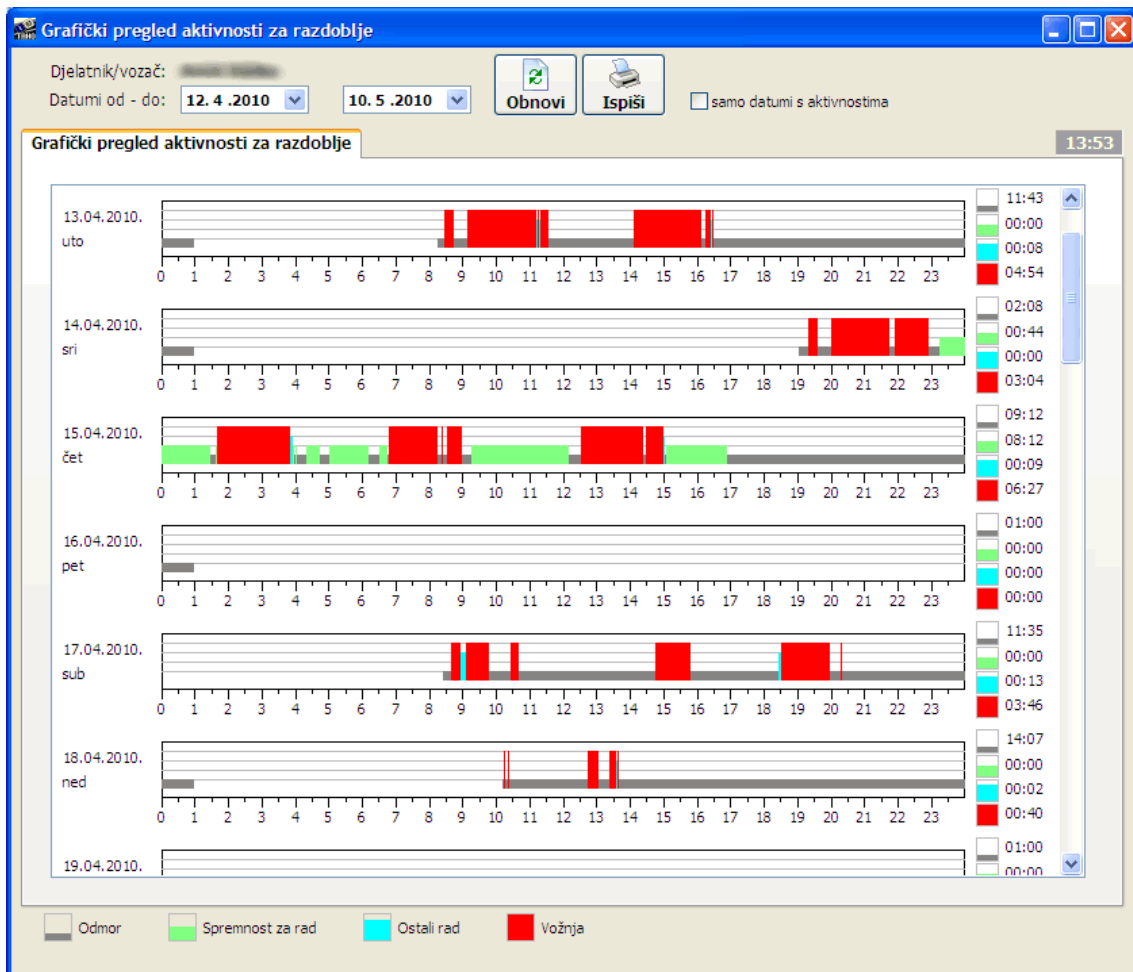 Grafički pregled aktivnosti za razdoblje
Djelatnik/vozač:
Datumi od - do: 12. 4 .2010 10. 5 .2010 Obnovi Ispiši samo datumi s aktivnostima
Grafički pregled aktivnosti za razdoblje 13:53
13.04.2010.
uto
11:43
00:00
00:08
04:54
0 1 2 3 4 5 6 7 8 9 10 11 12 13 14 15 16 17 18 19 20 21 22 23
14.04.2010.
sri
02:08
00:44
00:00
03:04
0 1 2 3 4 5 6 7 8 9 10 11 12 13 14 15 16 17 18 19 20 21 22 23
15.04.2010.
čet
09:12
08:12
00:09
06:27
0 1 2 3 4 5 6 7 8 9 10 11 12 13 14 15 16 17 18 19 20 21 22 23
16.04.2010.
pet
01:00
00:00
00:00
00:00
0 1 2 3 4 5 6 7 8 9 10 11 12 13 14 15 16 17 18 19 20 21 22 23
17.04.2010.
sub
11:35
00:00
00:13
03:46
0 1 2 3 4 5 6 7 8 9 10 11 12 13 14 15 16 17 18 19 20 21 22 23
18.04.2010.
ned
14:07
00:00
00:02
00:40
0 1 2 3 4 5 6 7 8 9 10 11 12 13 14 15 16 17 18 19 20 21 22 23
19.04.2010.
01:00
00:00
Odmor Spremnost za rad Ostali rad Vožnja